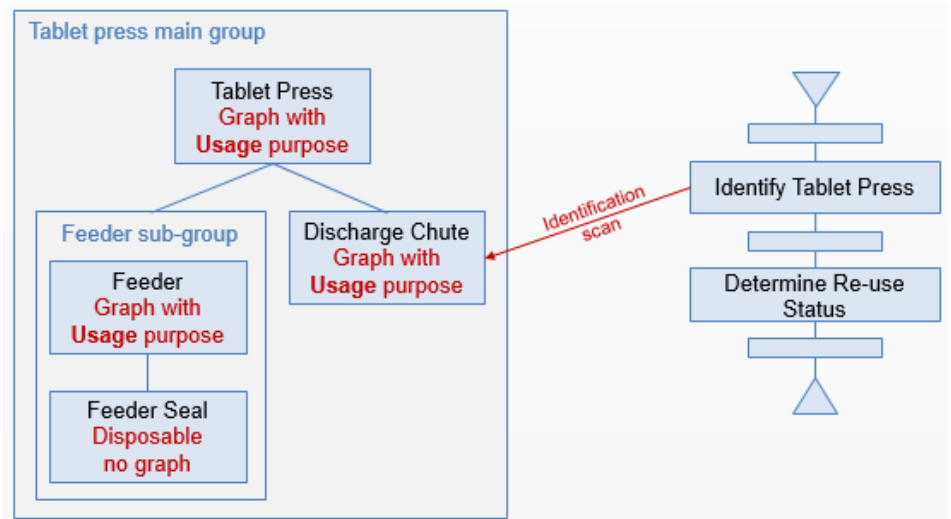 Tablet press main group
Tablet Press
Graph with
Usage purpose
Feeder sub-group
Feeder
Graph with
Usage purpose
Feeder Seal
Disposable
no graph
Discharge Chute
Graph with
Usage purpose
Identification
scan
Identify Tablet Press
Determine Re-use
Status